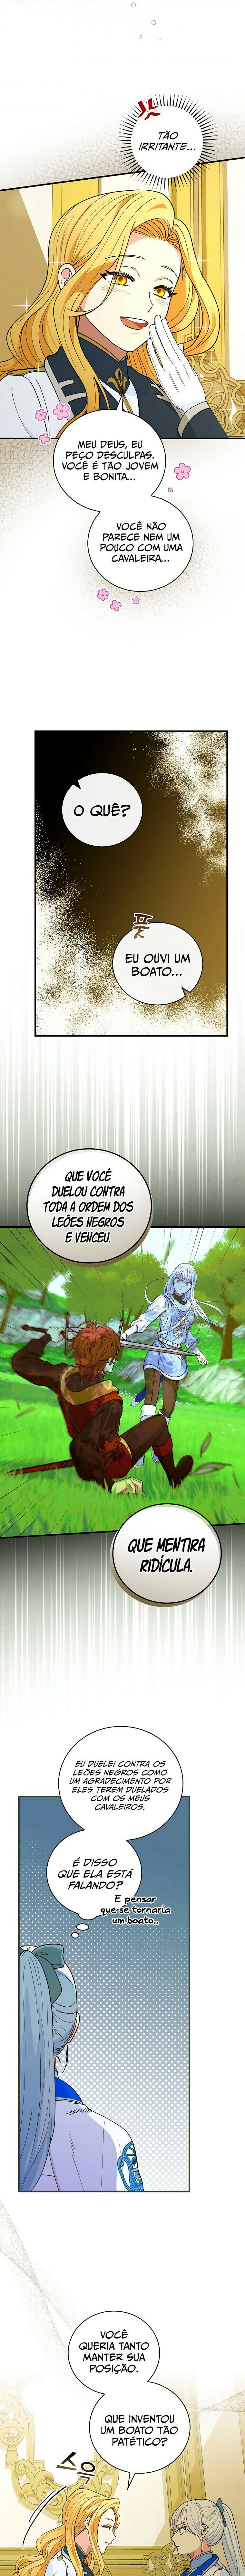 TÃO
IRRITANTE...
MEU DEUS, EU
PEÇO DESCULPAS.
VOCÊ É TÃO JOVEM
E BONITA...
VOCÊ NÃO
PARECE NEM UM
POUCO COM UMA
CAVALEIRA...
O QUÊ?
프
EU OUVI UM
BOATO...
QUE VOCÊ
DUELOU CONTRA
TODA A ORDEM DOS
LEÕES NEGROS
E VENCEU.
QUE MENTIRA
RIDÍCULA.
EU DUELEI CONTRA OS
LEÕES NEGROS COMO
UM AGRADECIMENTO POR
ELES TEREM DUELADOS
COM OS MEUS
CAVALEIROS.
É DISSO
QUE ELA ESTÁ
FALANDO?
E pensar
que se tornaria
um boato..
VOCÊ
QUERIA TANTO
MANTER SUA
POSIÇÃO.
QUE INVENTOU
UM BOATO TÃO
PATÉTICO?
스윽